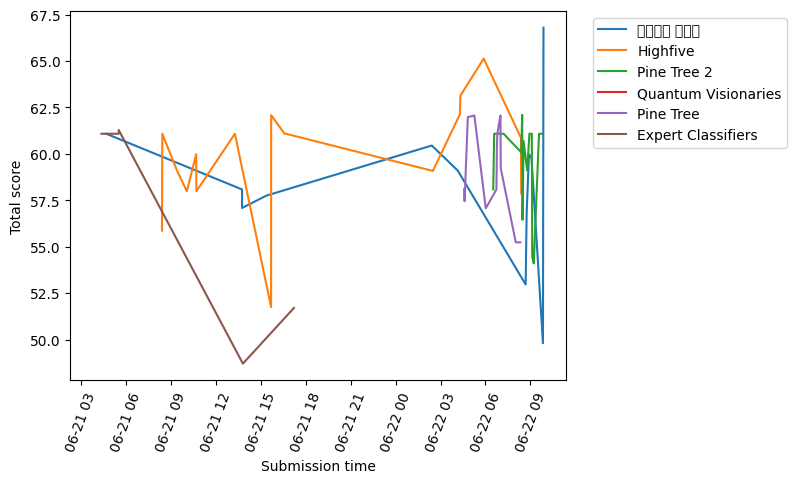 Highfive
Pine Tree 2
Quantum Visionaries
Pine Tree
Expert Classifiers
67.5
65.0
62.5
60.0
57.5
55.0
52.5
50.0
Total score
06-21 03
06-21 06
06-21 09
06-21 12
06-21 15
06-21 18
06-21 21
06-22 00
06-22 03
06-22 06
06-22 09
Submission time